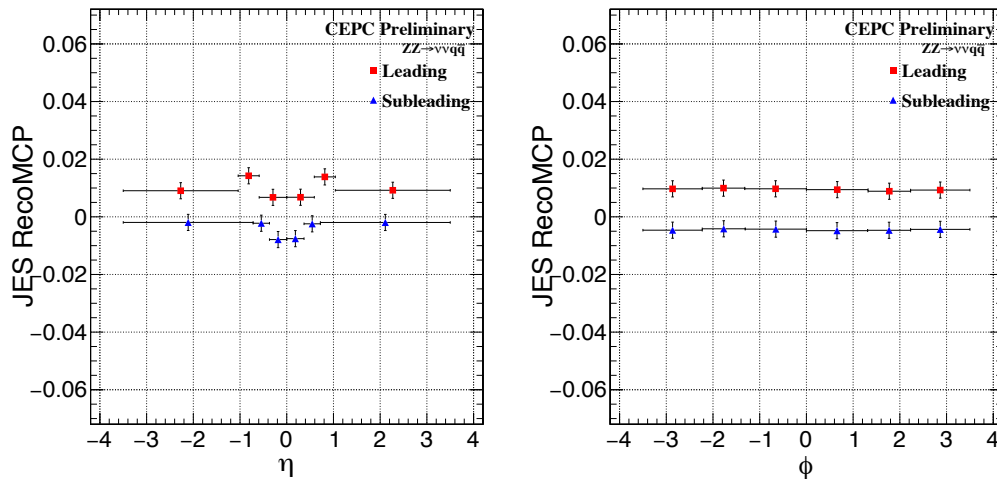 CEPC Preliminary
ZZ→ννqq̄
Leading
Subleading
JES RecoMCP
0.06
0.04
0.02
0
−0.02
−0.04
−0.06
−4 −3 −2 −1 0 1 2 3 4
η
CEPC Preliminary
ZZ→ννqq̄
Leading
Subleading
JES RecoMCP
0.06
0.04
0.02
0
−0.02
−0.04
−0.06
−4 −3 −2 −1 0 1 2 3 4
ϕ